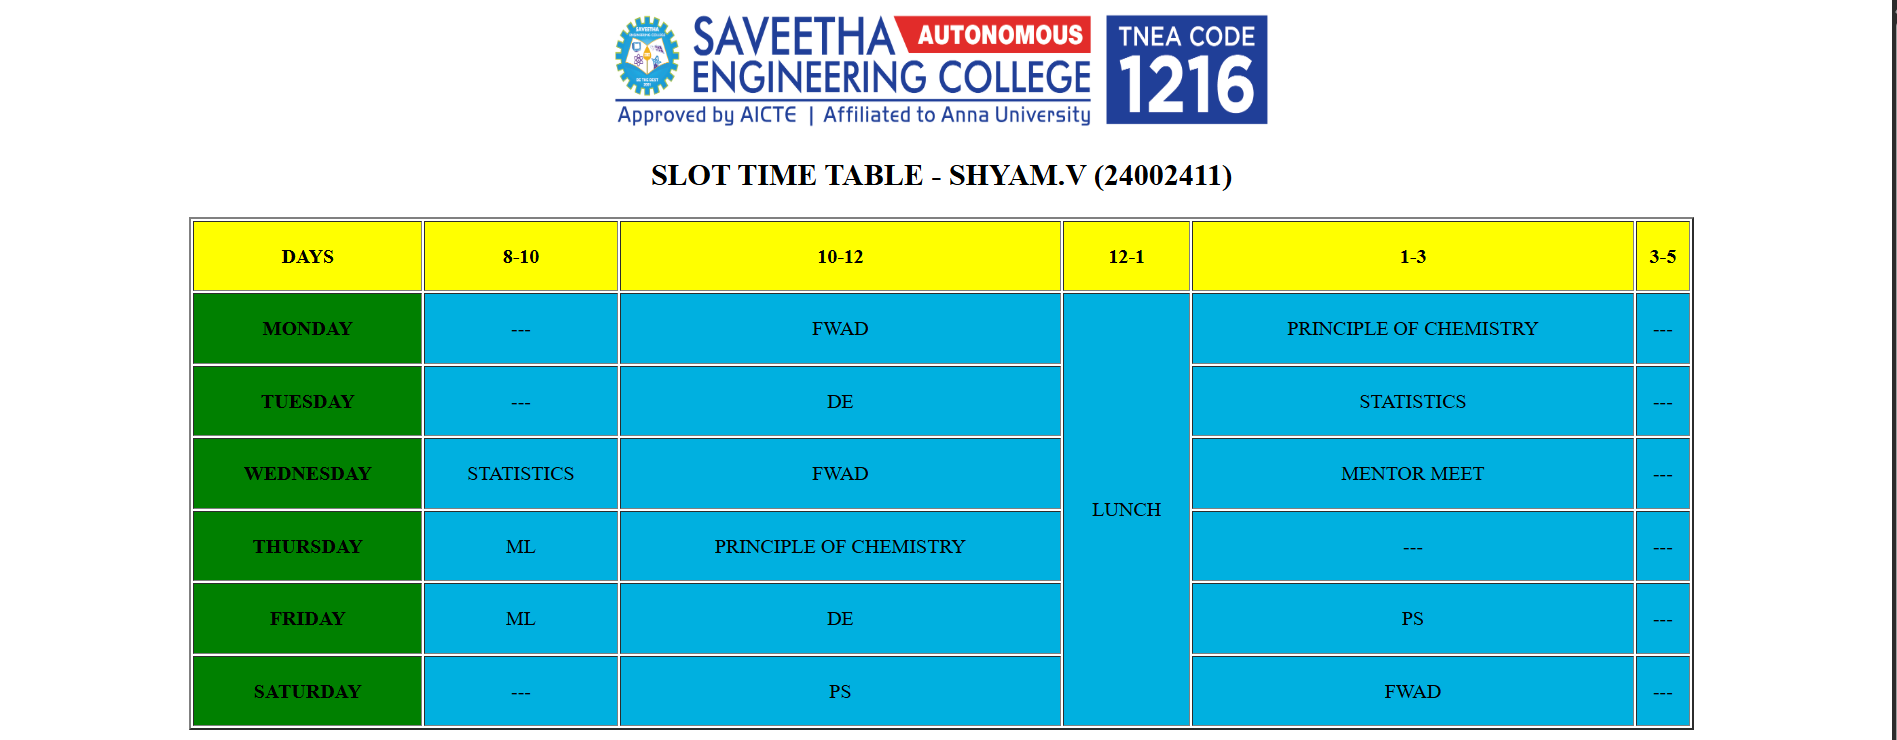 SAVEETHA AUTONOMOUS
ENGINEERING COLLEGE
Approved by AICTE | Affiliated to Anna University
TNEA CODE
1216
SLOT TIME TABLE - SHYAM.V (24002411)
DAYS 8-10 10-12 12-1 1-3 3-5
MONDAY --- FWAD PRINCIPLE OF CHEMISTRY ---
TUESDAY --- DE STATISTICS ---
WEDNESDAY STATISTICS FWAD MENTOR MEET ---
LUNCH
THURSDAY ML PRINCIPLE OF CHEMISTRY --- ---
FRIDAY ML DE PS ---
SATURDAY --- PS FWAD ---